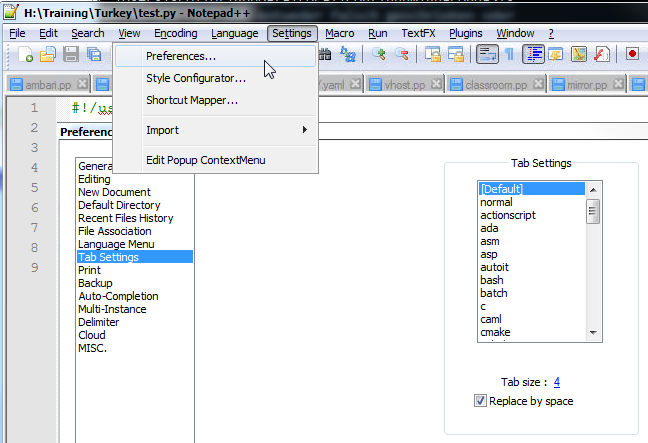 H:\Training\Turkey\test.py - Notepad++
File Edit Search View Encoding Language Settings Macro Run TextFX Plugins Window ?
Preferences...
Style Configurator...
Shortcut Mapper...
Import
Edit Popup ContextMenu
ambari.pp .yaml vhost.pp classroom.pp mirror.pp
1 #!/us
2
3
4
5
6
7
8
9
Preferenc
General
Editing
New Document
Default Directory
Recent Files History
File Association
Language Menu
Tab Settings
Print
Backup
Auto-Completion
Multi-Instance
Delimiter
Cloud
MISC.
Tab Settings
[Default]
normal
actionscript
ada
asm
asp
autoit
bash
batch
c
caml
cmake
Tab size : 4
Replace by space